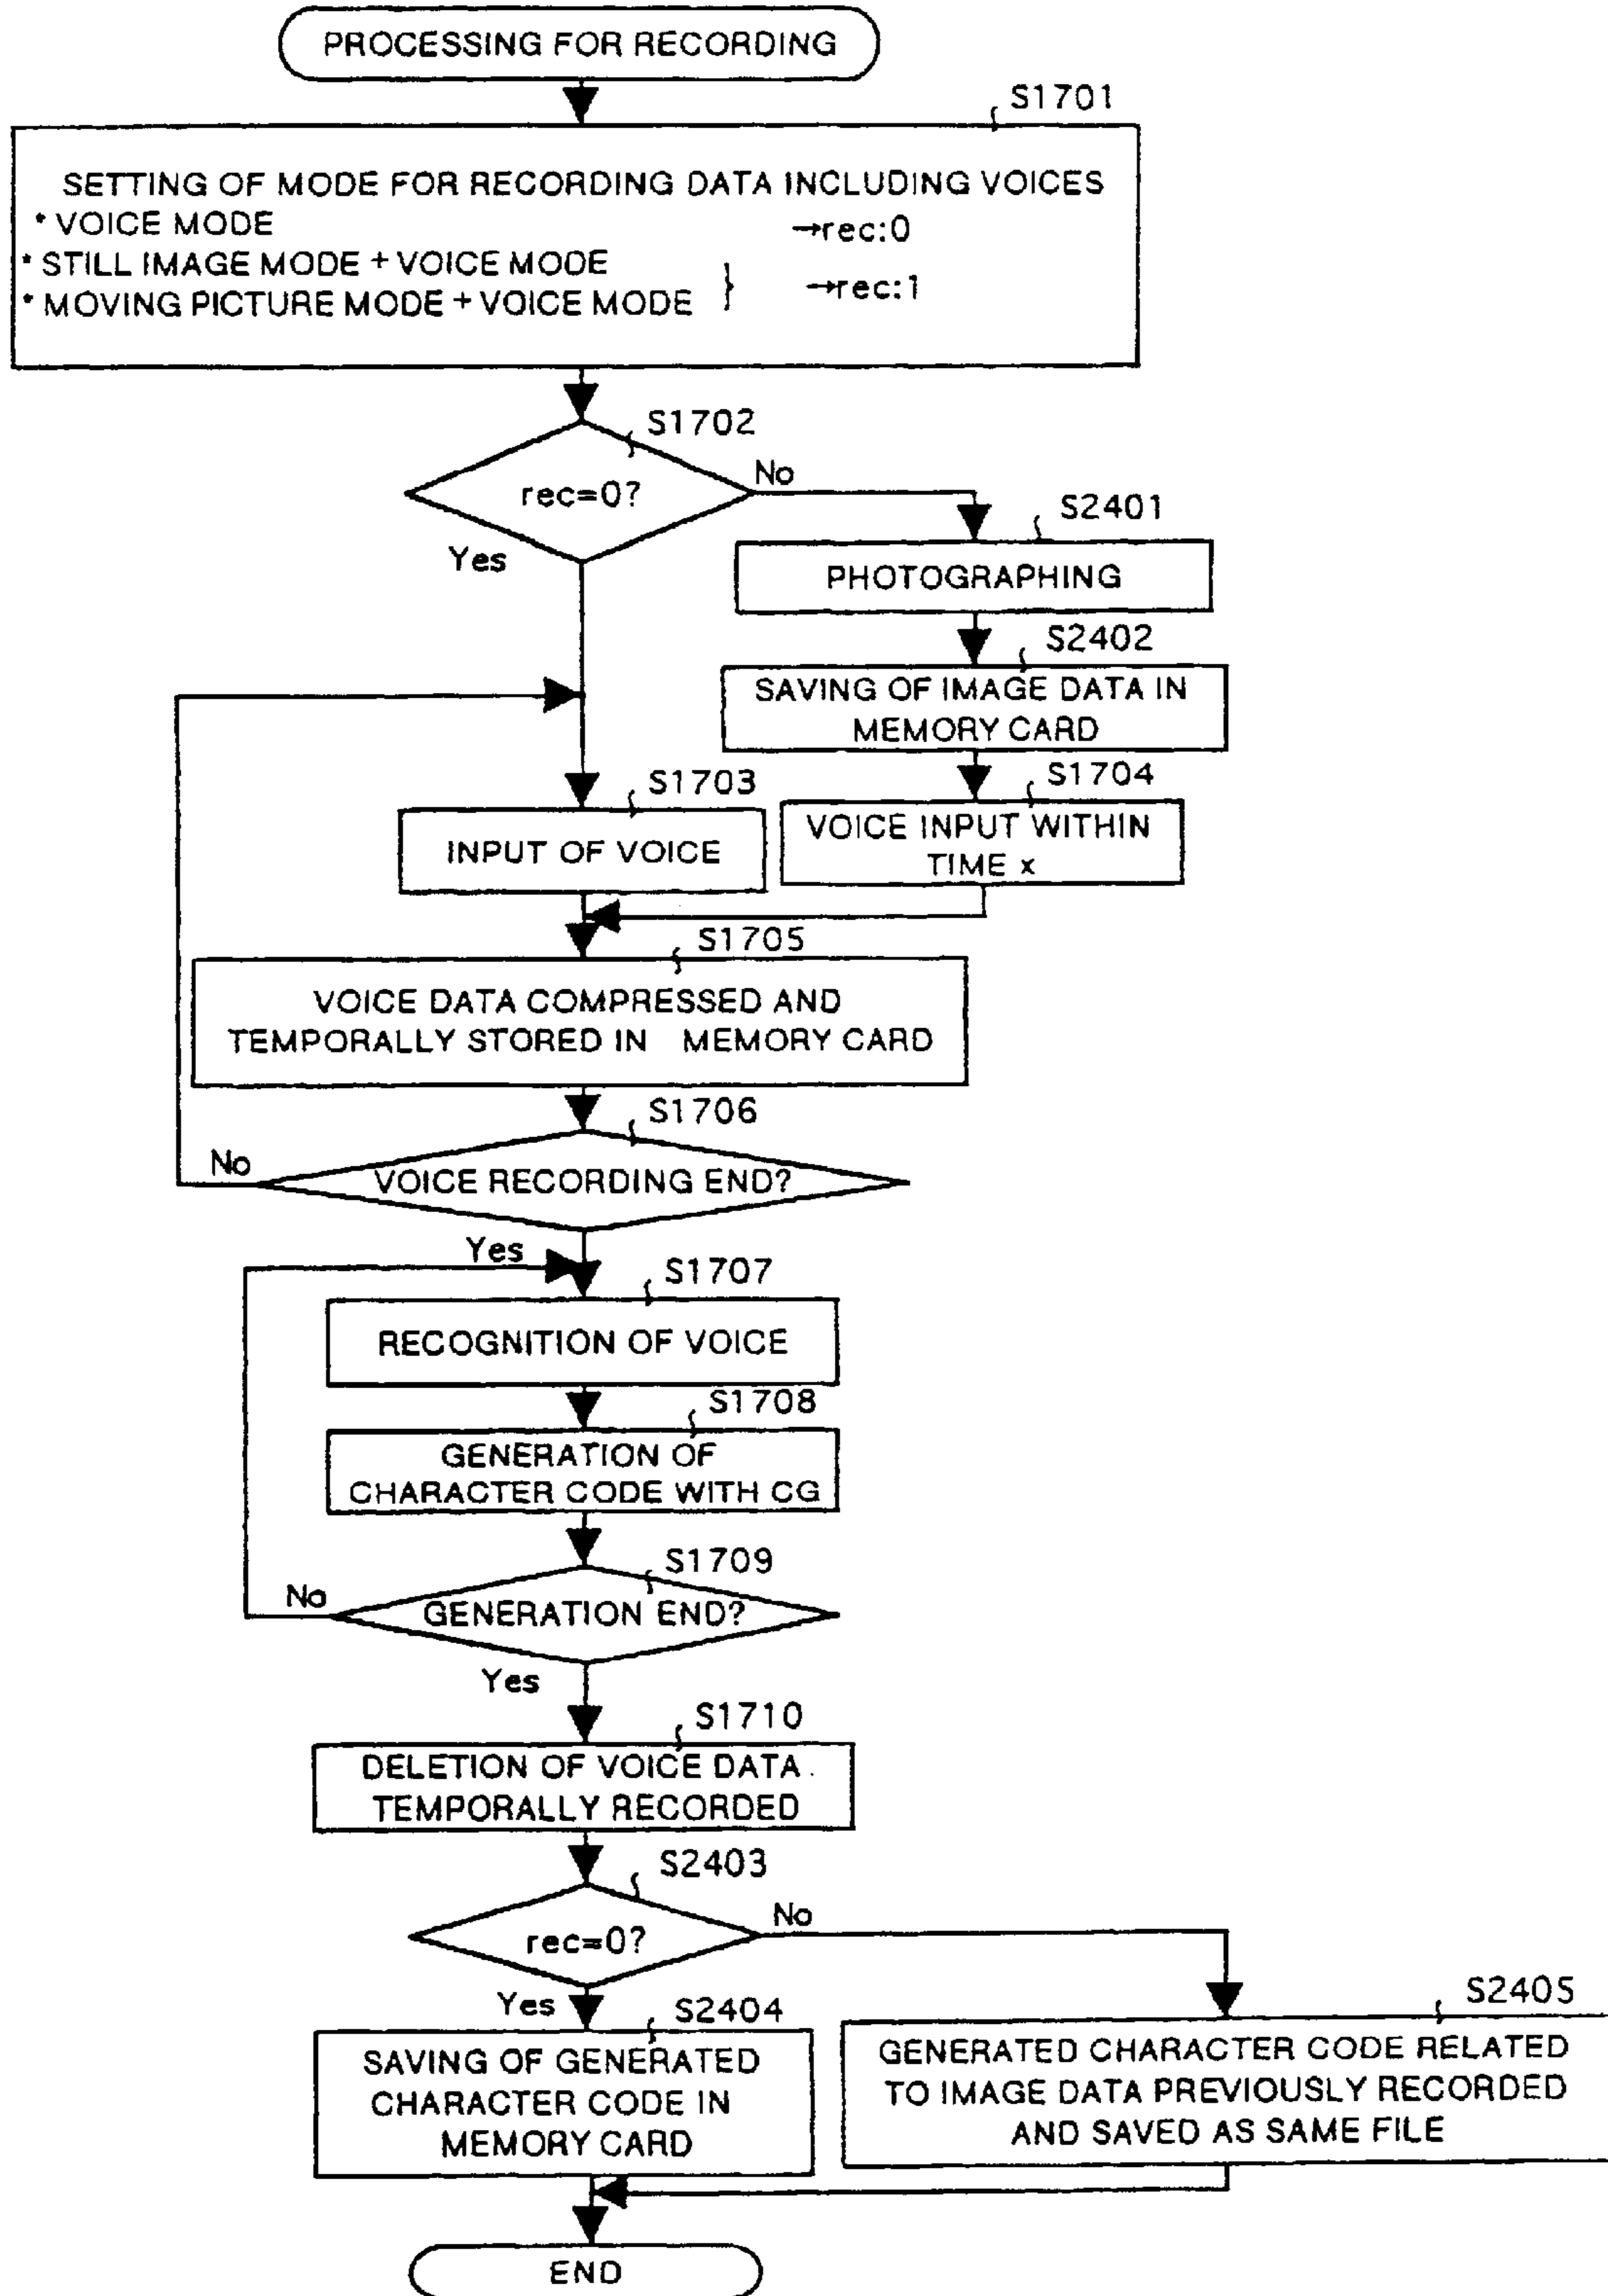 PROCESSING FOR RECORDING
S1701
SETTING OF MODE FOR RECORDING DATA INCLUDING VOICES
* VOICE MODE →rec:0
* STILL IMAGE MODE + VOICE MODE
* MOVING PICTURE MODE + VOICE MODE } →rec:1
S1702
rec=0?
No
Yes
S2401
PHOTOGRAPHING
S2402
SAVING OF IMAGE DATA IN
MEMORY CARD
S1703
INPUT OF VOICE
S1704
VOICE INPUT WITHIN
TIME x
S1705
VOICE DATA COMPRESSED AND
TEMPORALLY STORED IN MEMORY CARD
S1706
No
VOICE RECORDING END?
Yes
S1707
RECOGNITION OF VOICE
S1708
GENERATION OF
CHARACTER CODE WITH CG
S1709
No
GENERATION END?
Yes
S1710
DELETION OF VOICE DATA
TEMPORALLY RECORDED
S2403
rec=0?
No
Yes
S2404
SAVING OF GENERATED
CHARACTER CODE IN
MEMORY CARD
S2405
GENERATED CHARACTER CODE RELATED
TO IMAGE DATA PREVIOUSLY RECORDED
AND SAVED AS SAME FILE
END